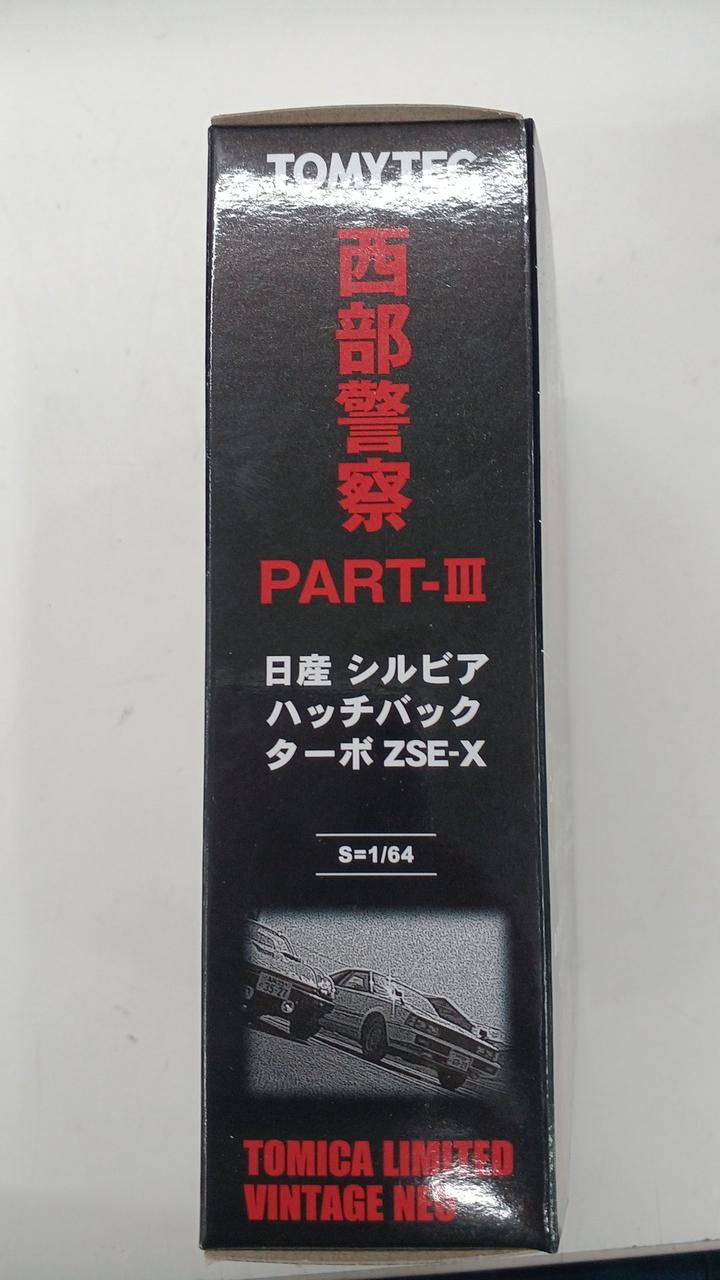 TOMYTEC
西部警察
PART-III
日産 シルビア
ハッチバック
ターボ ZSE-X
S=1/64
TOMICA LIMITED
VINTAGE NEO